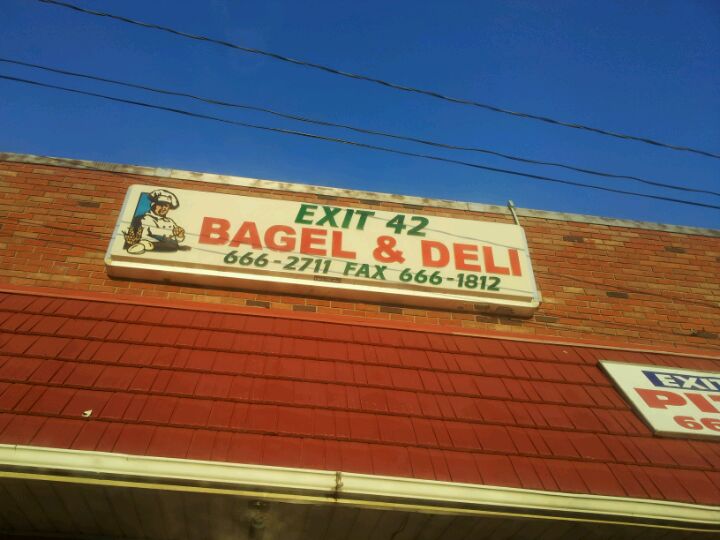 EXIT 42
BAGEL & DELI
666-2711 FAX 666-1812